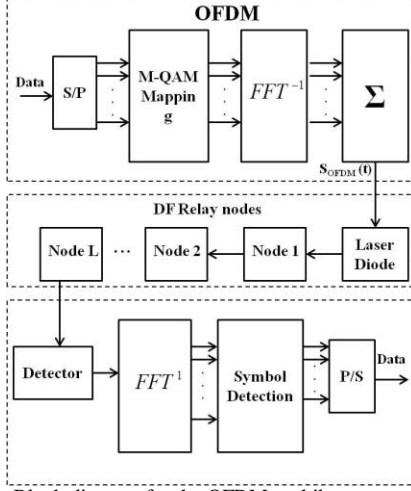 OFDM
Data
S/P
M-QAM
Mappin
g
FFT⁻¹
Σ
S_OFDM(t)
DF Relay nodes
Node L
...
Node 2
Node 1
Laser
Diode
Detector
FFT¹
Symbol
Detection
P/S
Data